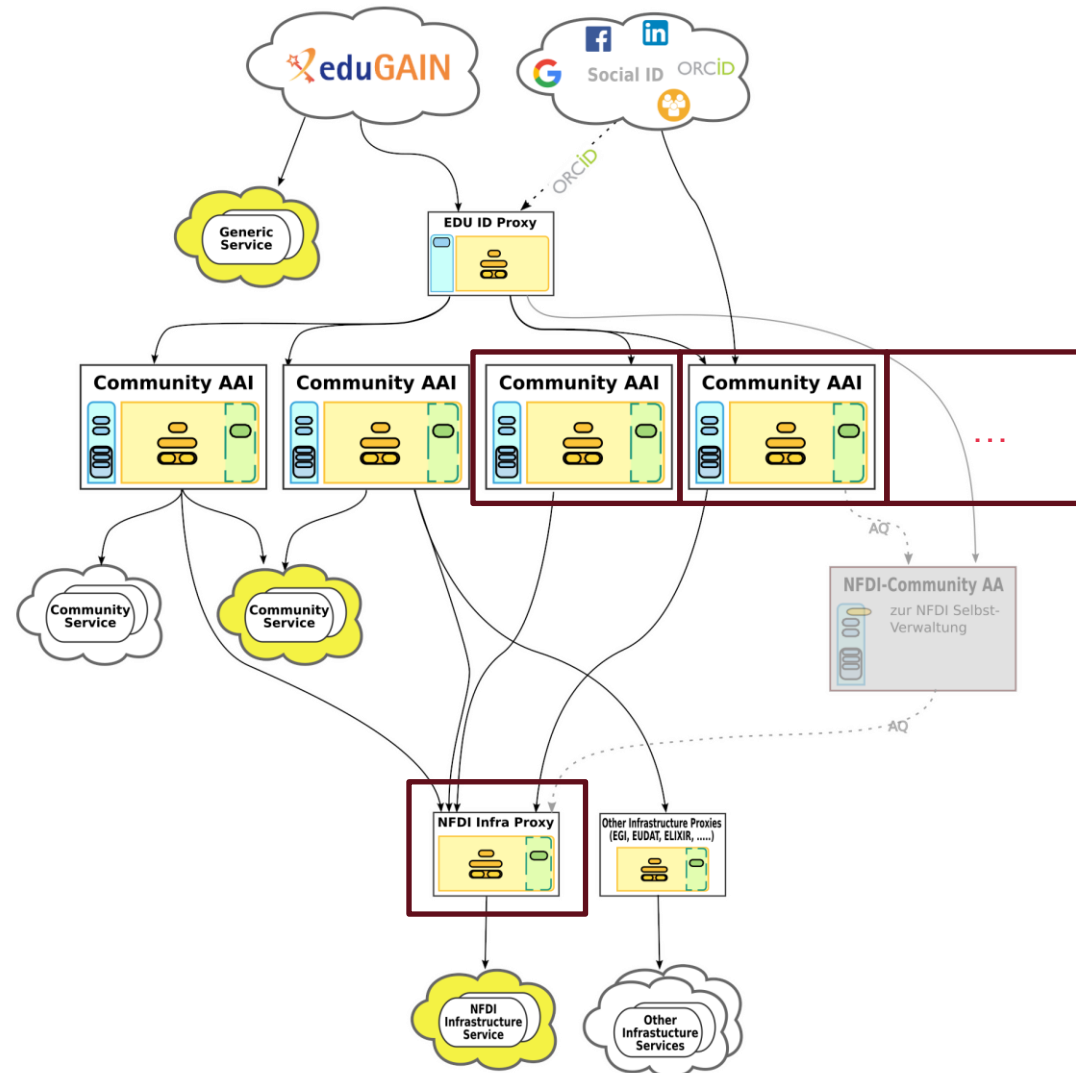 eduGAIN
Social ID
ORCiD
ORCiD
Generic
Service
EDU ID Proxy
Community AAI
Community AAI
Community AAI
Community AAI
...
AQ
Community
Service
Community
Service
NFDI-Community AA
zur NFDI Selbst-
Verwaltung
AQ
NFDI Infra Proxy
Other Infrastructure Proxies
(EGI, EUDAT, ELIXIR, .....)
NFDI
Infrastructure
Service
Other
Infrastucture
Services